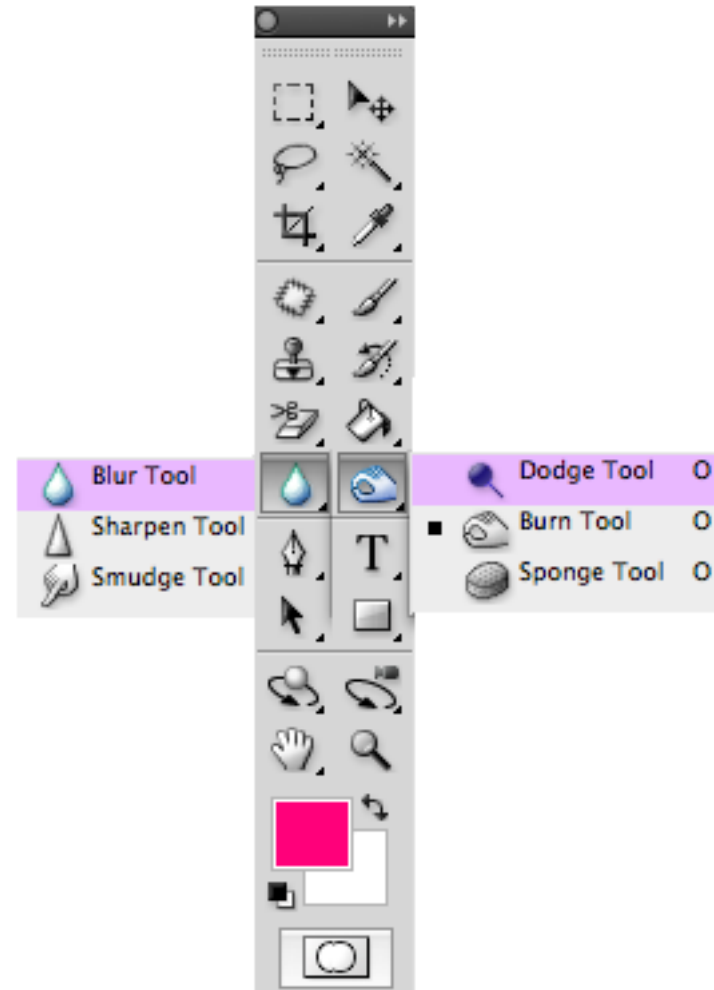 Blur Tool
Sharpen Tool
Smudge Tool
Dodge Tool O
Burn Tool O
Sponge Tool O
T